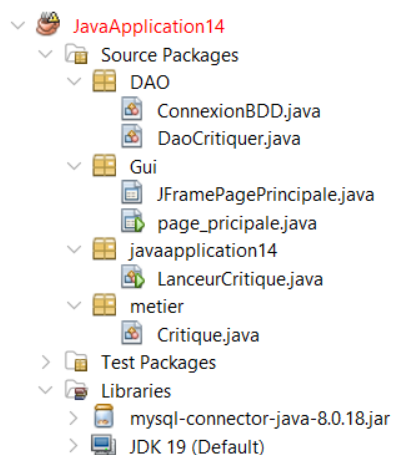 JavaApplication14
Source Packages
DAO
ConnexionBDD.java
DaoCritiquer.java
Gui
JFramePagePrincipale.java
page_pricipale.java
javaapplication14
LanceurCritique.java
metier
Critique.java
Test Packages
Libraries
mysql-connector-java-8.0.18.jar
JDK 19 (Default)